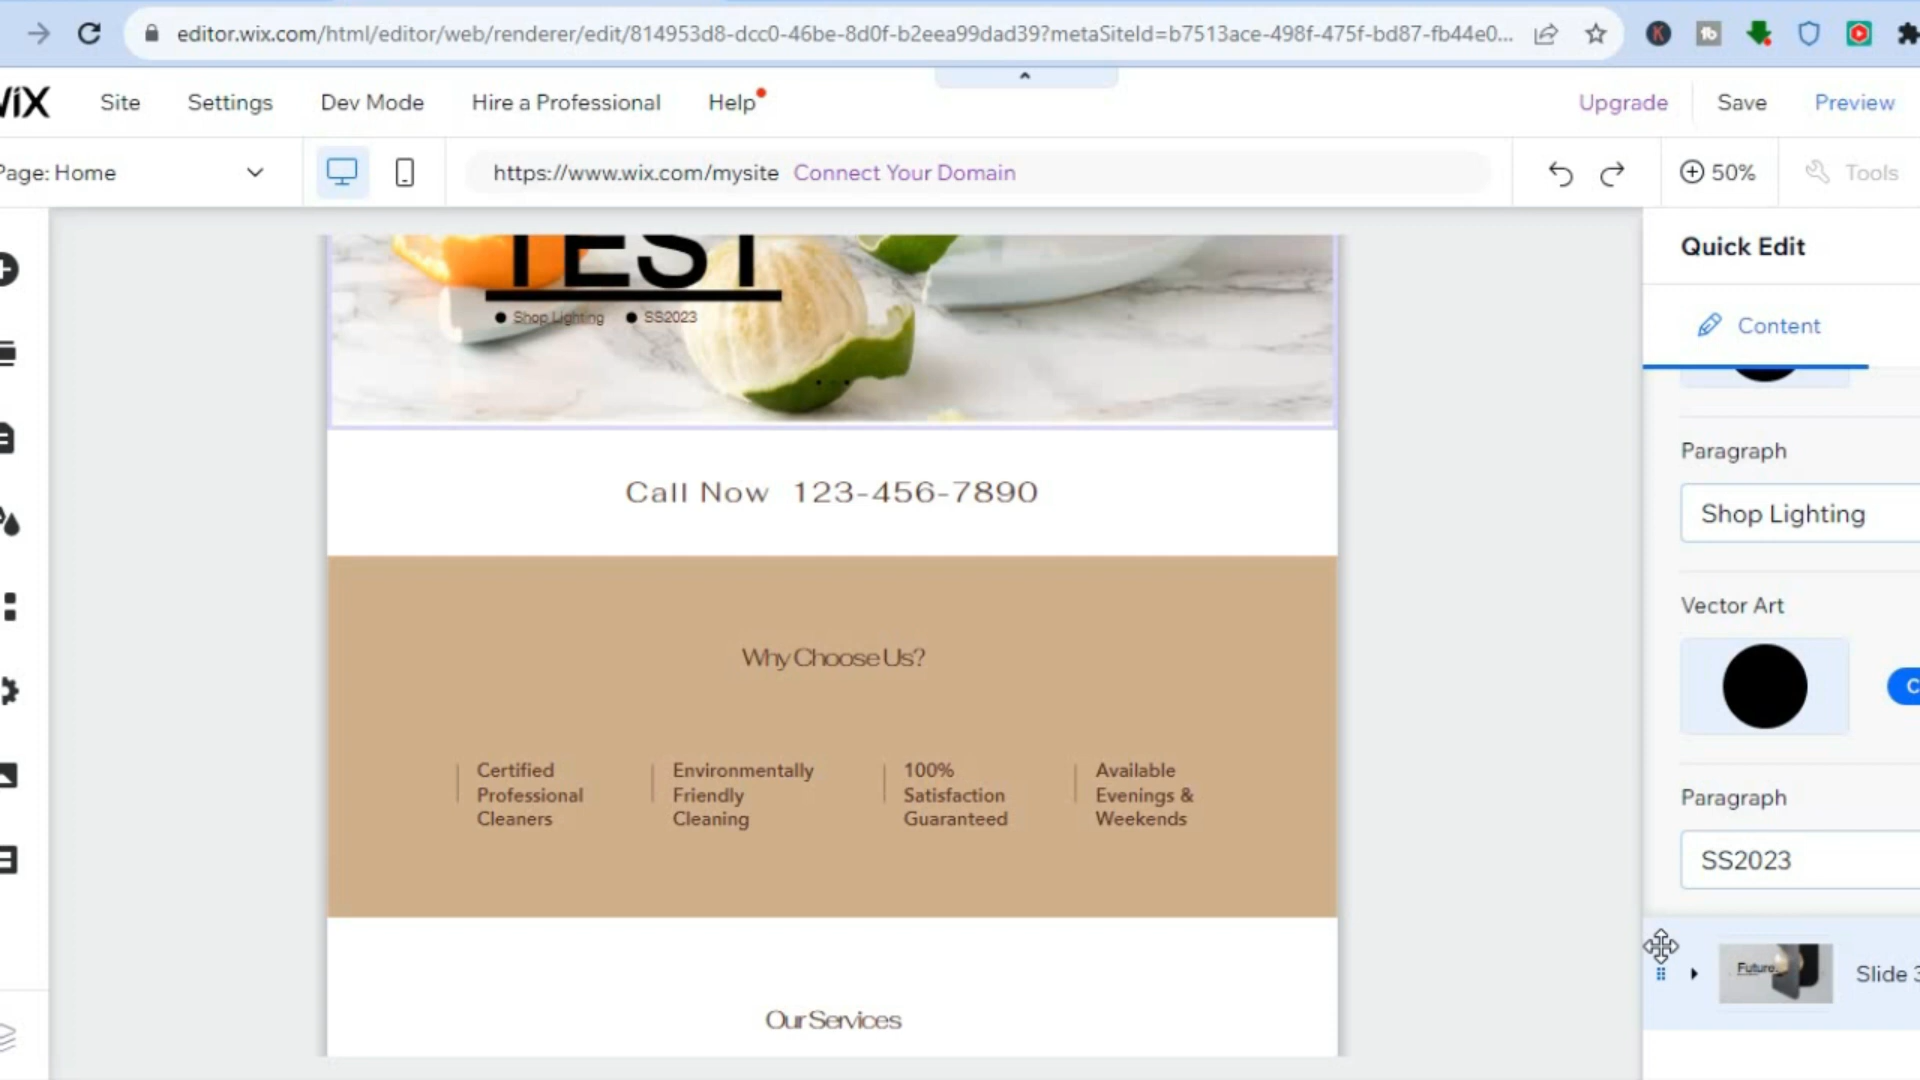 editor.wix.com/html/editor/web/renderer/edit/814953d8-dcc0-46be-8d0f-b2eea99dad39?metaSiteId=b7513ace-498f-475f-bd87-fb44e0...
WiX Site Settings Dev Mode Hire a Professional Help Upgrade Save Preview
Page: Home https://www.wix.com/mysite Connect Your Domain 50% Tools
Quick Edit
Content
TEST
Shop Lighting SS2023
Call Now 123-456-7890
Why Choose Us?
Certified
Professional
Cleaners
Environmentally
Friendly
Cleaning
100%
Satisfaction
Guaranteed
Available
Evenings &
Weekends
Our Services
Paragraph
Shop Lighting
Vector Art
C
Paragraph
SS2023
Future
Slide 3